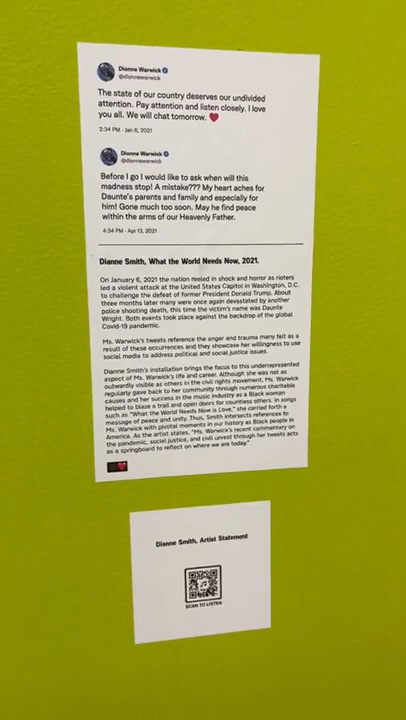 Dionne Warwick
@dionnewarwick
The state of our country deserves our undivided
attention. Pay attention and listen closely. I love
you all. We will chat tomorrow. ❤️
2:34 PM · Jan 6, 2021
Dionne Warwick
@dionnewarwick
Before I go I would like to ask when will this
madness stop! A mistake??? My heart aches for
Daunte's parents and family and especially for
him! Gone much too soon. May he find peace
within the arms of our Heavenly Father.
4:34 PM · Apr 13, 2021
Dianne Smith, What the World Needs Now, 2021.
On January 6, 2021 the nation reeled in shock and horror as rioters
led a violent attack at the United States Capitol in Washington, D.C.
to challenge the defeat of former President Donald Trump. About
three months later many were once again devastated by another
police shooting death, this time the victim's name was Daunte
Wright. Both events took place against the backdrop of the global
Covid-19 pandemic.
Ms. Warwick's tweets reference the anger and trauma many felt as a
result of these occurrences and they showcase her willingness to use
social media to address political and social justice issues.
Dianne Smith's installation brings the focus to this underrepresented
aspect of Ms. Warwick's life and career. Although she was not as
outwardly visible as others in the civil rights movement, Ms. Warwick
regularly gave back to her community through numerous charitable
causes and her success in the music industry as a Black woman
helped to blaze a trail and open doors for countless others. In songs
such as "What the World Needs Now is Love," she carried forth a
message of peace and unity. Thus, Smith intersects references to
Ms. Warwick with pivotal moments in our history as Black people in
America. As the artist states, "Ms. Warwick's recent commentary on
the pandemic, social justice, and civil unrest through her tweets acts
as a springboard to reflect on where we are today."
Dianne Smith, Artist Statement
SCAN TO LISTEN